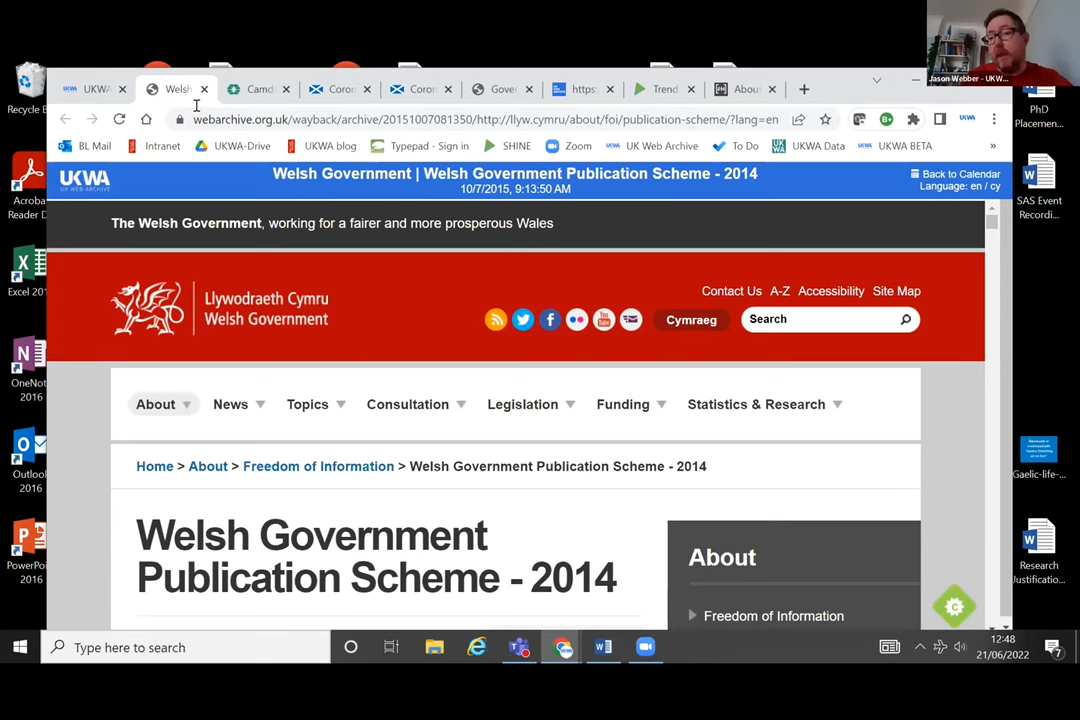 Jason Webber - UKW...
Recycle B
UKWA
Welsh
Camd
Coron
Coron
Gover
https:
Trend
Abou
webarchive.org.uk/wayback/archive/20151007081350/http://llyw.cymru/about/foi/publication-scheme/?lang=en
BL Mail
Intranet
UKWA-Drive
UKWA blog
Typepad - Sign in
SHINE
Zoom
UK Web Archive
To Do
UKWA Data
UKWA BETA
»
PhD
Placemen...
UKWA
UK WEB ARCHIVE
Welsh Government | Welsh Government Publication Scheme - 2014
10/7/2015, 9:13:50 AM
Back to Calendar
Language: en / cy
Acroba
Reader D
SAS Event
Recordi...
The Welsh Government, working for a fairer and more prosperous Wales
Llywodraeth Cymru
Welsh Government
Contact Us A-Z Accessibility Site Map
Cymraeg
Search
Excel 201
OneNot
2016
About
News
Topics
Consultation
Legislation
Funding
Statistics & Research
Home > About > Freedom of Information > Welsh Government Publication Scheme - 2014
Outloo
2016
Gaelic-life-...
Welsh Government
Publication Scheme - 2014
About
Freedom of Information
PowerPoi
2016
Research
Justificatio...
Type here to search
12:48
21/06/2022
7